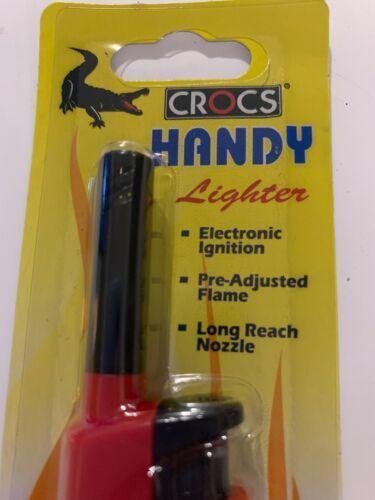 CROCS®
HANDY
Lighter
▪ Electronic
Ignition
▪ Pre-Adjusted
Flame
▪ Long Reach
Nozzle